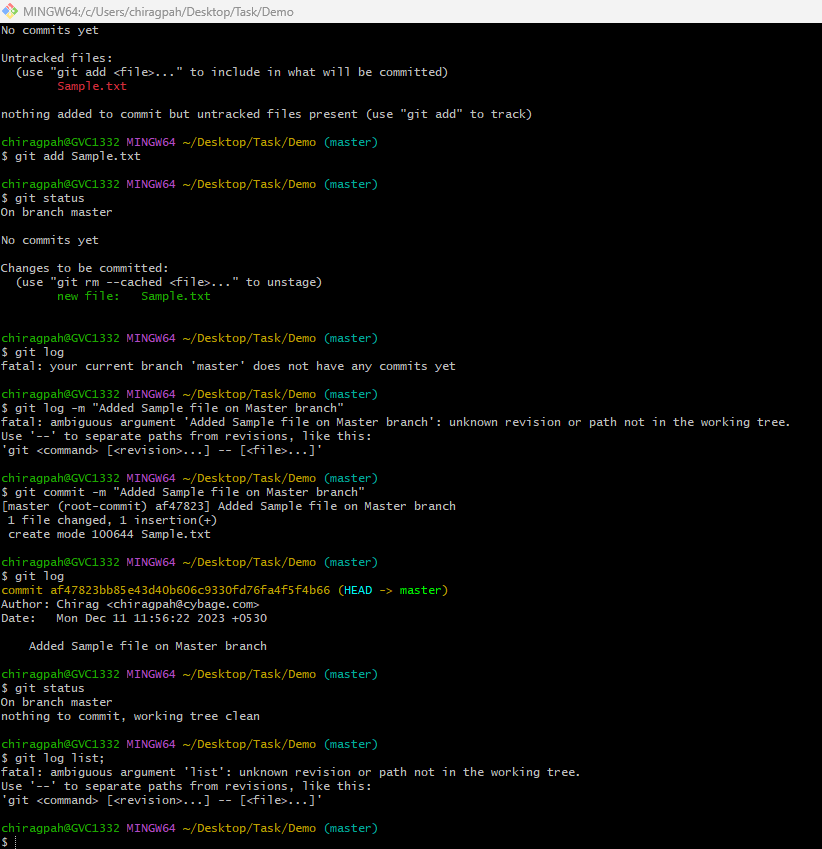 MINGW64:/c/Users/chiragpah/Desktop/Task/Demo
No commits yet
Untracked files:
(use "git add <file>..." to include in what will be committed)
Sample.txt
nothing added to commit but untracked files present (use "git add" to track)
chiragpah@GVC1332 MINGW64 ~/Desktop/Task/Demo (master)
$ git add Sample.txt
chiragpah@GVC1332 MINGW64 ~/Desktop/Task/Demo (master)
$ git status
On branch master
No commits yet
Changes to be committed:
(use "git rm --cached <file>..." to unstage)
new file:   Sample.txt
chiragpah@GVC1332 MINGW64 ~/Desktop/Task/Demo (master)
$ git log
fatal: your current branch 'master' does not have any commits yet
chiragpah@GVC1332 MINGW64 ~/Desktop/Task/Demo (master)
$ git log -m "Added Sample file on Master branch"
fatal: ambiguous argument 'Added Sample file on Master branch': unknown revision or path not in the working tree.
Use '--' to separate paths from revisions, like this:
'git <command> [<revision>...] -- [<file>...]'
chiragpah@GVC1332 MINGW64 ~/Desktop/Task/Demo (master)
$ git commit -m "Added Sample file on Master branch"
[master (root-commit) af47823] Added Sample file on Master branch
1 file changed, 1 insertion(+)
create mode 100644 Sample.txt
chiragpah@GVC1332 MINGW64 ~/Desktop/Task/Demo (master)
$ git log
commit af47823bb85e43d40b606c9330fd76fa4f5f4b66 (HEAD -> master)
Author: Chirag <chiragpah@cybage.com>
Date:   Mon Dec 11 11:56:22 2023 +0530
Added Sample file on Master branch
chiragpah@GVC1332 MINGW64 ~/Desktop/Task/Demo (master)
$ git status
On branch master
nothing to commit, working tree clean
chiragpah@GVC1332 MINGW64 ~/Desktop/Task/Demo (master)
$ git log list;
fatal: ambiguous argument 'list': unknown revision or path not in the working tree.
Use '--' to separate paths from revisions, like this:
'git <command> [<revision>...] -- [<file>...]'
chiragpah@GVC1332 MINGW64 ~/Desktop/Task/Demo (master)
$